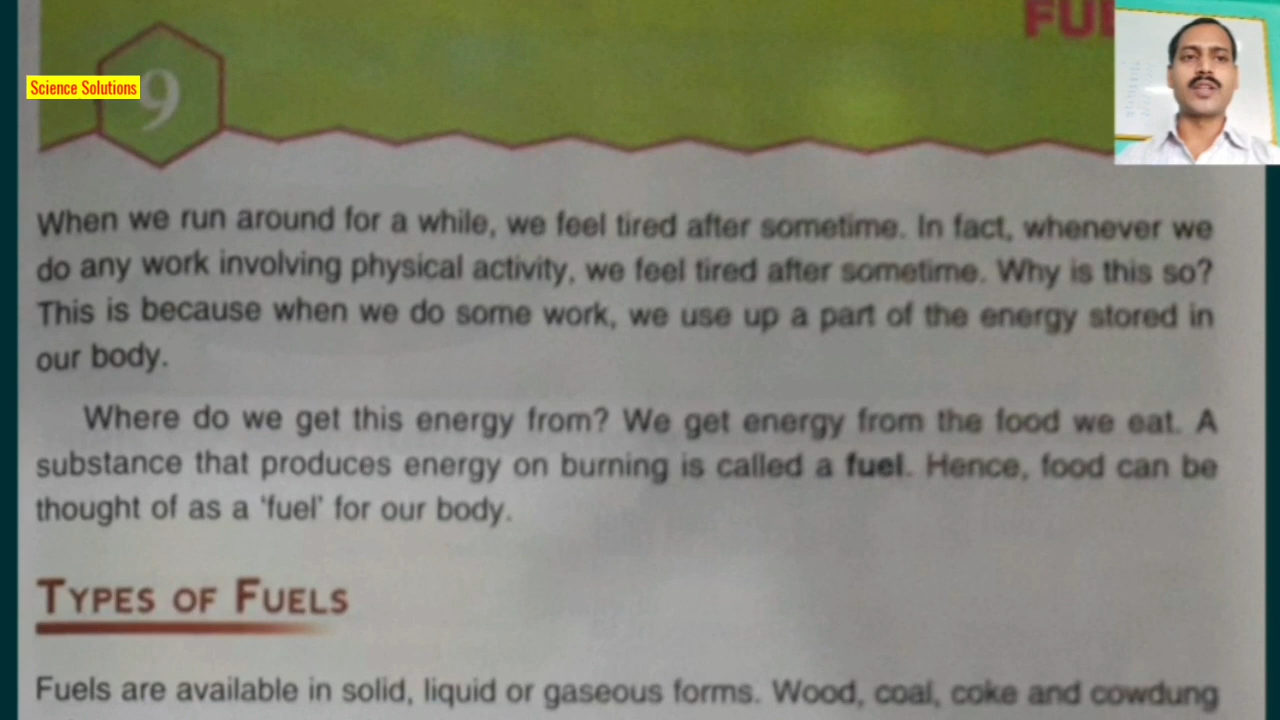 FU
Science Solutions
9
When we run around for a while, we feel tired after sometime. In fact, whenever we
do any work involving physical activity, we feel tired after sometime. Why is this so?
This is because when we do some work, we use up a part of the energy stored in
our body.
Where do we get this energy from? We get energy from the food we eat. A
substance that produces energy on burning is called a fuel. Hence, food can be
thought of as a 'fuel' for our body.
TYPES OF FUELS
Fuels are available in solid, liquid or gaseous forms. Wood, coal, coke and cowdung